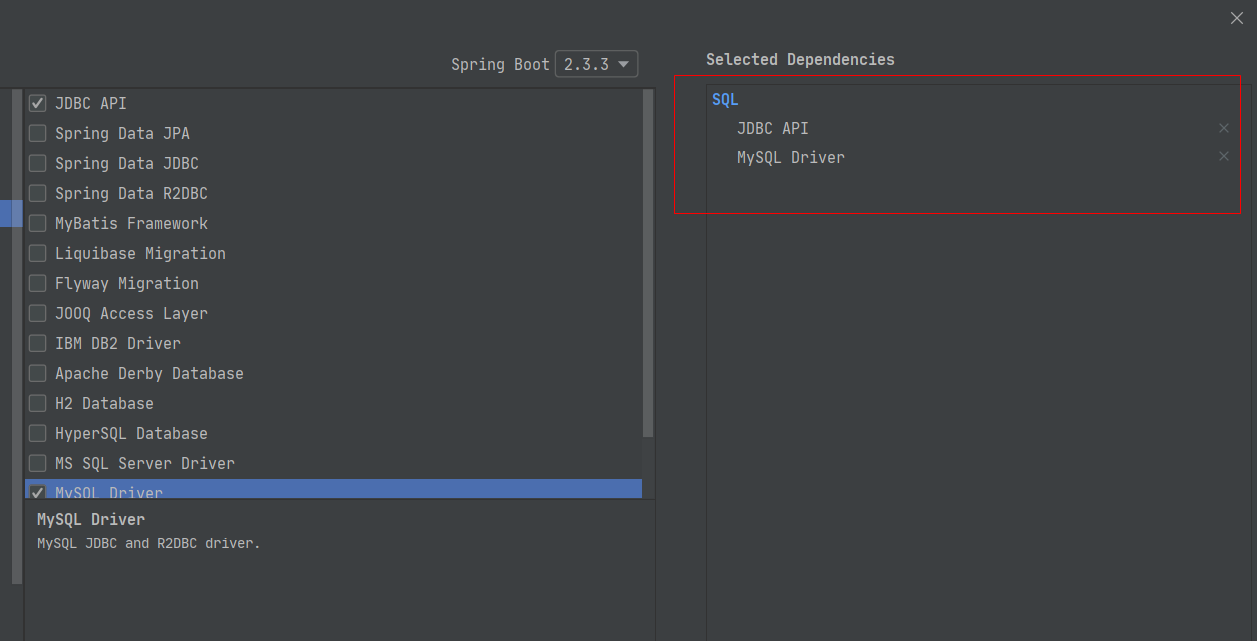 Spring Boot 2.3.3
JDBC API
Spring Data JPA
Spring Data JDBC
Spring Data R2DBC
MyBatis Framework
Liquibase Migration
Flyway Migration
JOOQ Access Layer
IBM DB2 Driver
Apache Derby Database
H2 Database
HyperSQL Database
MS SQL Server Driver
MySQL Driver
MySQL Driver
MySQL JDBC and R2DBC driver.
Selected Dependencies
SQL
JDBC API
MySQL Driver